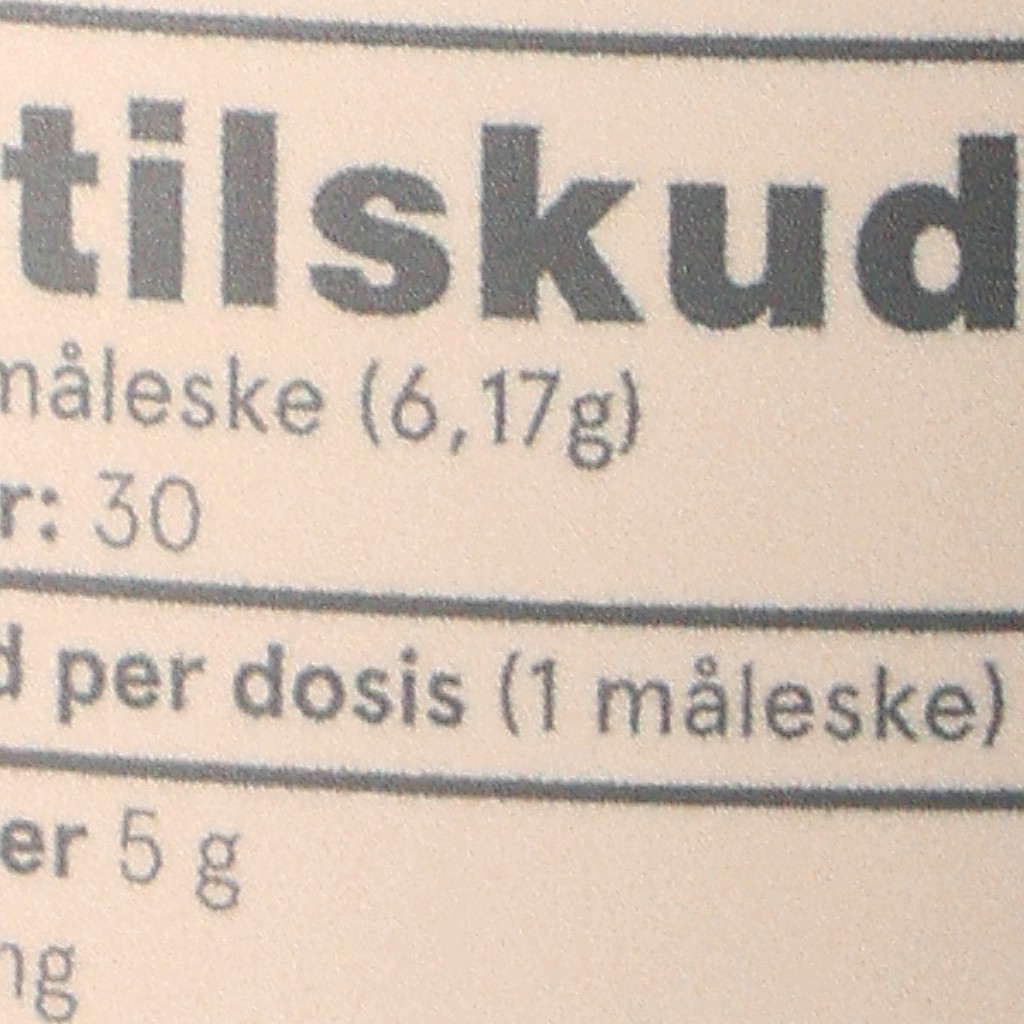 tilskud
måleske (6,17g)
r: 30
d per dosis (1 måleske)
er 5 g
ng